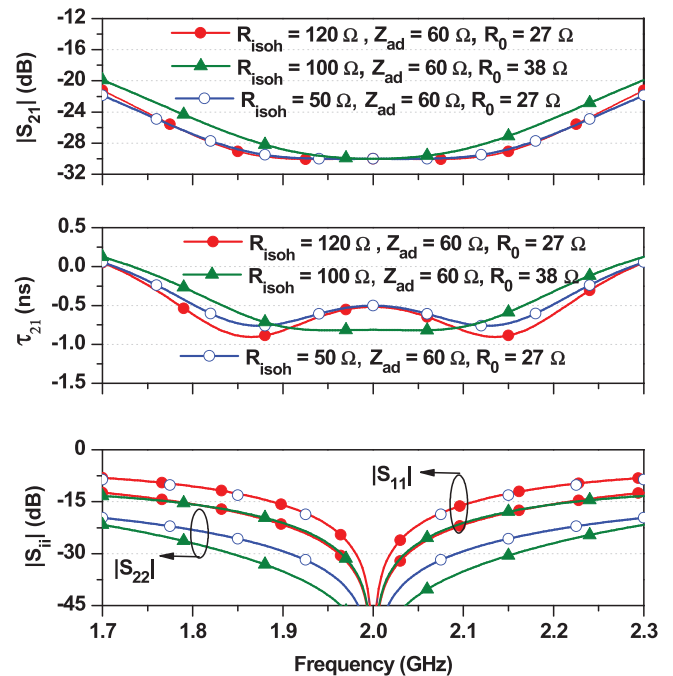 -12
-16
-20
-24
-28
-32
|S21| (dB)
Risoh = 120 Ω , Zad = 60 Ω, R0 = 27 Ω
Risoh = 100 Ω, Zad = 60 Ω, R0 = 38 Ω
Risoh = 50 Ω, Zad = 60 Ω, R0 = 27 Ω
0.5
0.0
-0.5
-1.0
-1.5
τ21 (ns)
Risoh = 120 Ω , Zad = 60 Ω, R0 = 27 Ω
Risoh = 100 Ω, Zad = 60 Ω, R0 = 38 Ω
Risoh = 50 Ω, Zad = 60 Ω, R0 = 27 Ω
0
-15
-30
-45
|Sii| (dB)
|S11|
|S22|
1.7 1.8 1.9 2.0 2.1 2.2 2.3
Frequency (GHz)